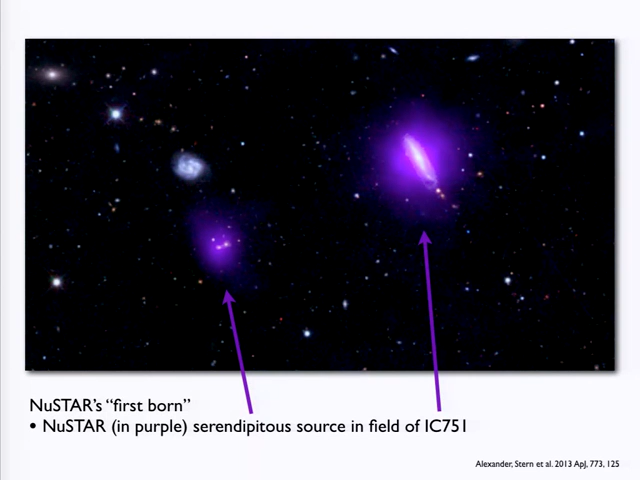 NuSTAR's “first born”
• NuSTAR (in purple) serendipitous source in field of IC751
Alexander, Stern et al. 2013 ApJ, 773, 125